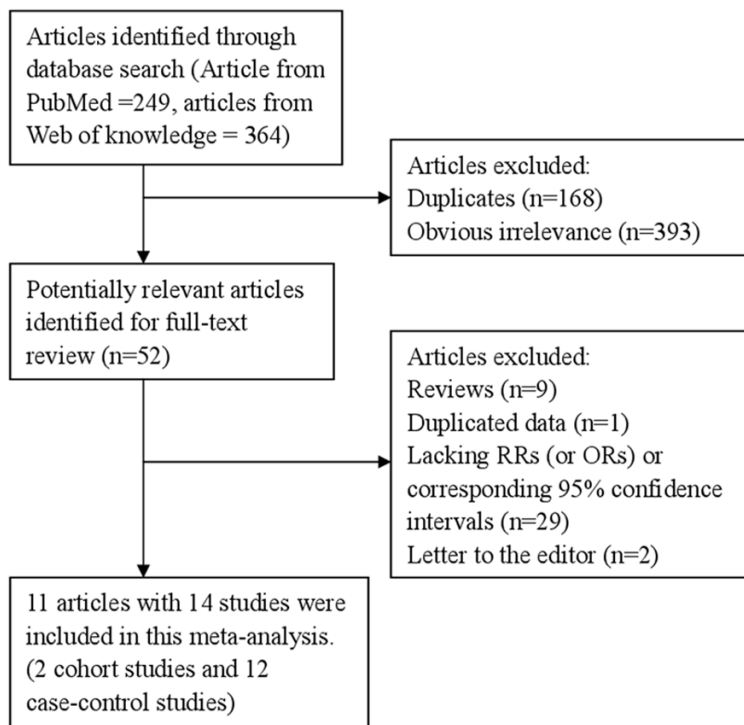 Articles identified through
database search (Article from
PubMed =249, articles from
Web of knowledge = 364)
Articles excluded:
Duplicates (n=168)
Obvious irrelevance (n=393)
Potentially relevant articles
identified for full-text
review (n=52)
Articles excluded:
Reviews (n=9)
Duplicated data (n=1)
Lacking RRs (or ORs) or
corresponding 95% confidence
intervals (n=29)
Letter to the editor (n=2)
11 articles with 14 studies were
included in this meta-analysis.
(2 cohort studies and 12
case-control studies)